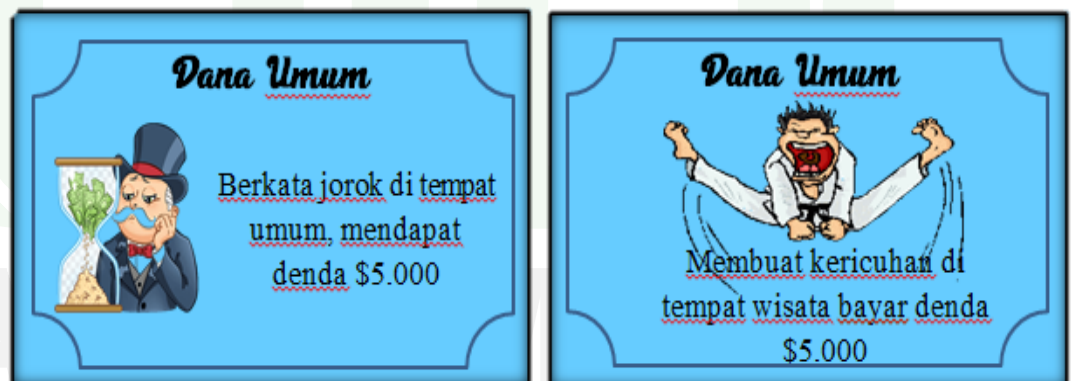 Dana Umum
Berkata jorok di tempat
umum, mendapat
denda $5.000
Dana Umum
Membuat kericuhan di
tempat wisata bayar denda
$5.000